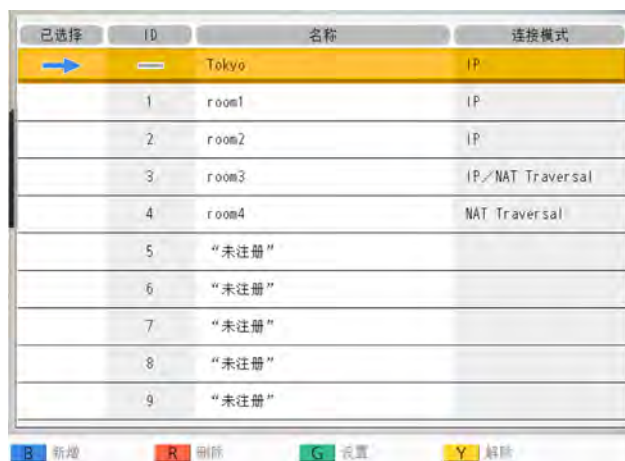 已选择 ID 名称 连接模式
Tokyo IP
1 room1 IP
2 room2 IP
3 room3 IP/NAT Traversal
4 room4 NAT Traversal
5 “未注册”
6 “未注册”
7 “未注册”
8 “未注册”
9 “未注册”
B 新增 R 删除 G 设置 Y 解除